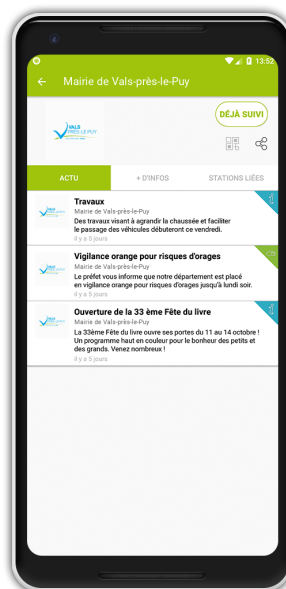 13:52
Mairie de Vals-près-le-Puy
VALS
PRÈS-LE-PUY
DÉJÀ SUIVI
ACTU
+ D'INFOS
STATIONS LIÉES
Travaux
Mairie de Vals-près-le-Puy
Des travaux visant à agrandir la chaussée et faciliter
le passage des véhicules débuteront ce vendredi.
il y a 5 jours
Vigilance orange pour risques d'orages
Mairie de Vals-près-le-Puy
Le préfet vous informe que notre département est placé
en vigilance orange pour risques d'orages jusqu'à lundi soir.
il y a 5 jours
Ouverture de la 33 ème Fête du livre
Mairie de Vals-près-le-Puy
La 33ème Fête du livre ouvre ses portes du 11 au 14 octobre !
Un programme haut en couleur pour le bonheur des petits et
des grands. Venez nombreux !
il y a 5 jours